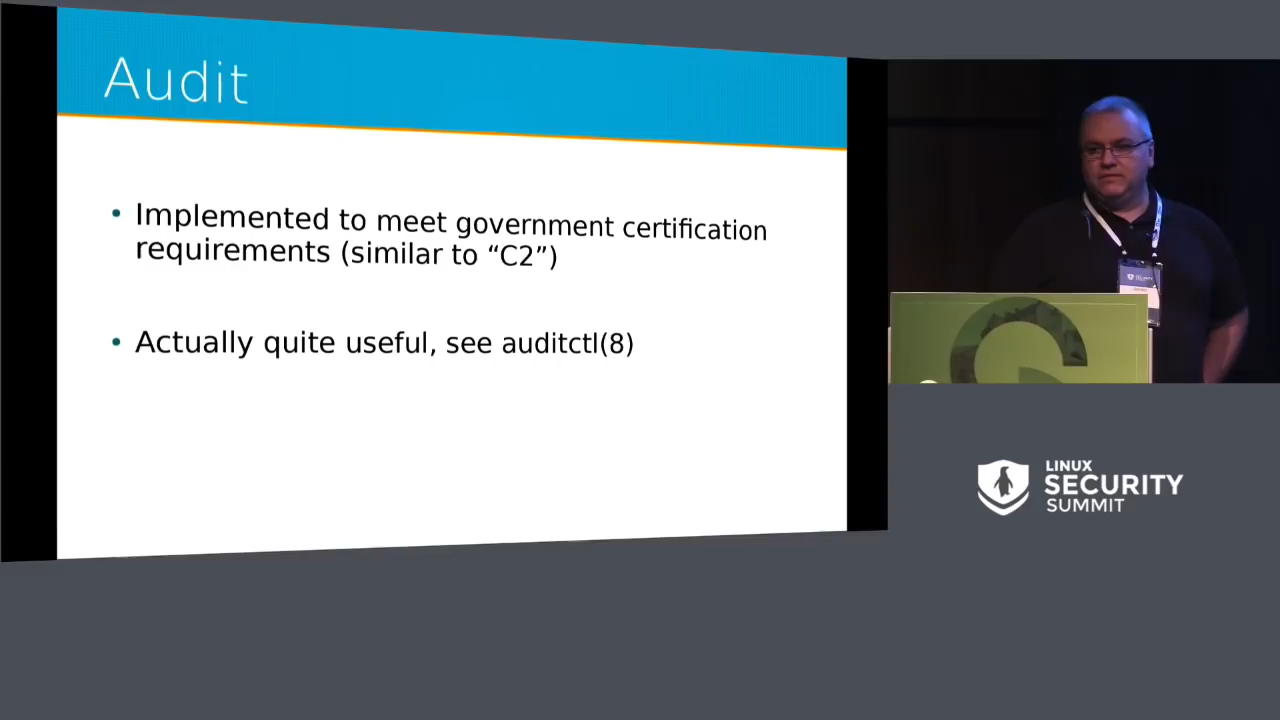 Audit
• Implemented to meet government certification
requirements (similar to “C2”)
• Actually quite useful, see auditctl(8)
LINUX
SECURITY
SUMMIT